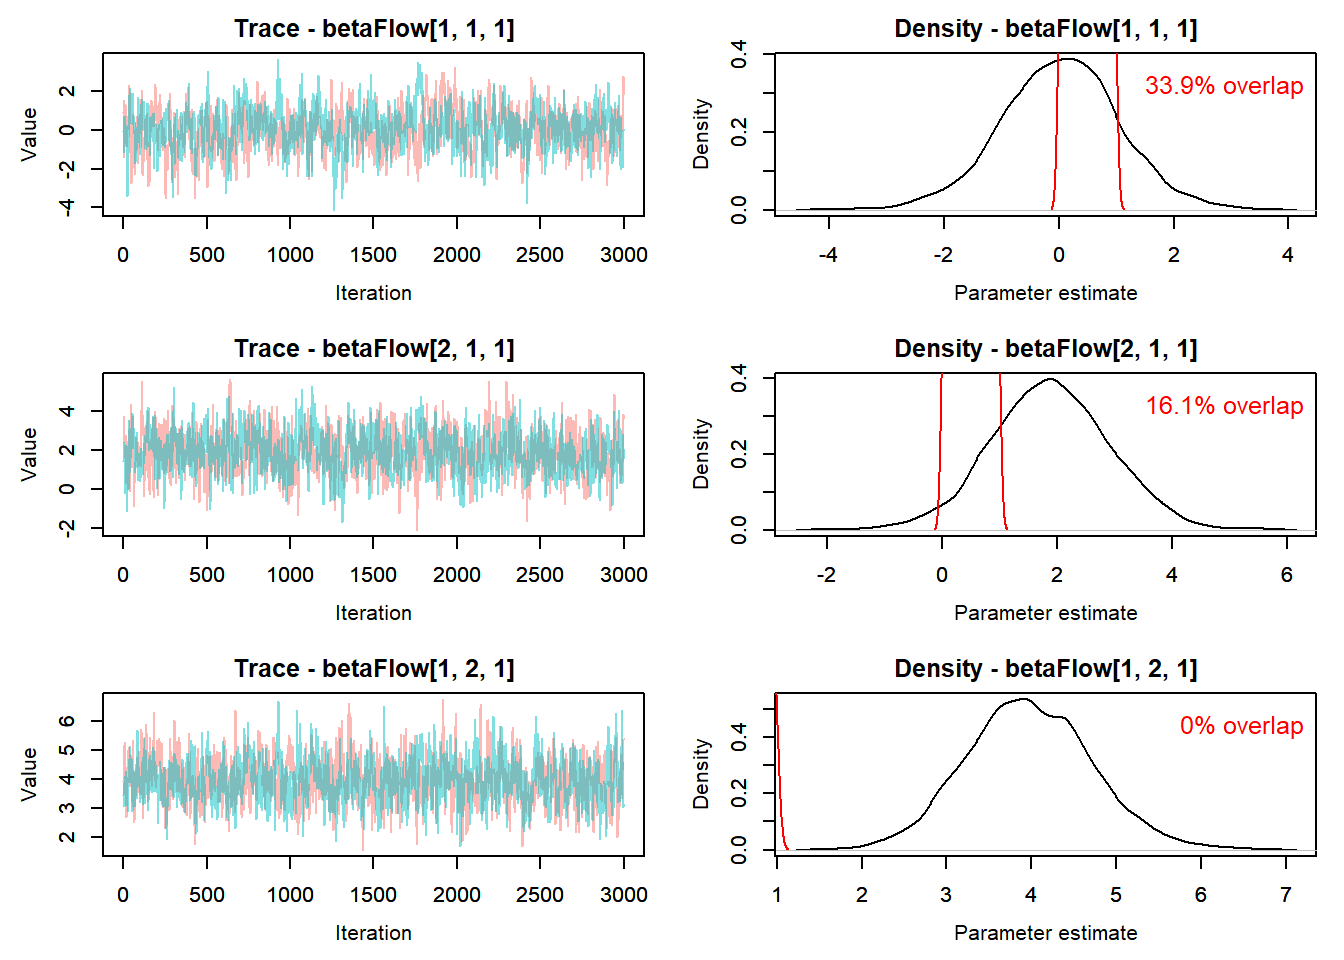 Trace - betaFlow[1, 1, 1]
Value
2
0
-2
-4
0 500 1000 1500 2000 2500 3000
Iteration
Density - betaFlow[1, 1, 1]
33.9% overlap
Density
0.4
0.2
0.0
-4 -2 0 2 4
Parameter estimate
Trace - betaFlow[2, 1, 1]
Value
4
2
0
-2
0 500 1000 1500 2000 2500 3000
Iteration
Density - betaFlow[2, 1, 1]
16.1% overlap
Density
0.4
0.2
0.0
-2 0 2 4 6
Parameter estimate
Trace - betaFlow[1, 2, 1]
Value
6
5
4
3
2
0 500 1000 1500 2000 2500 3000
Iteration
Density - betaFlow[1, 2, 1]
0% overlap
Density
0.4
0.2
0.0
1 2 3 4 5 6 7
Parameter estimate